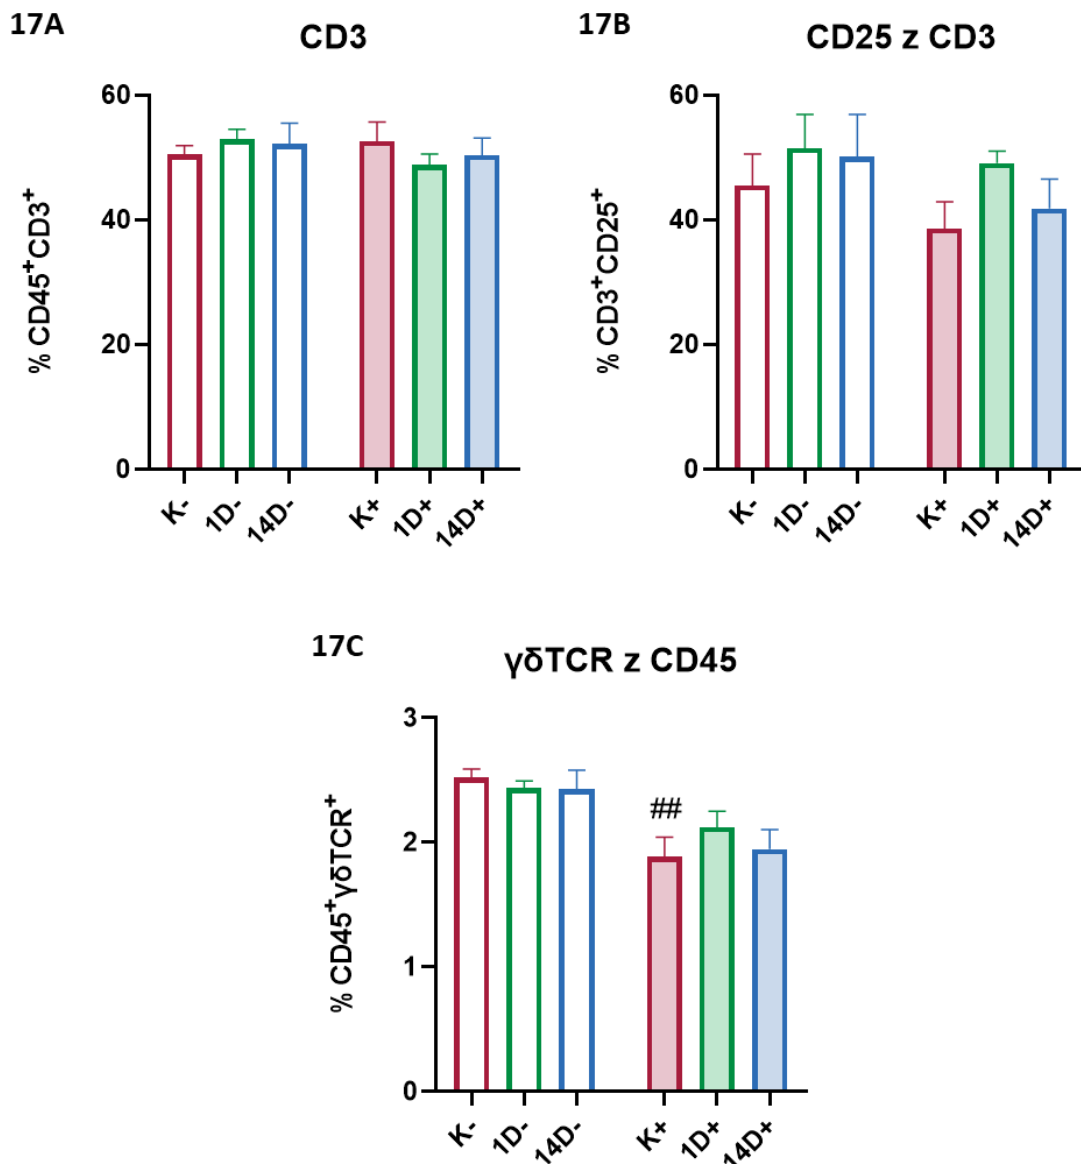 17A
CD3
% CD45⁺CD3⁺
60
40
20
0
K-
1D-
14D-
K+
1D+
14D+
17B
CD25 z CD3
% CD3⁺CD25⁺
60
40
20
0
K-
1D-
14D-
K+
1D+
14D+
17C
γδTCR z CD45
% CD45⁺γδTCR⁺
3
2
1
0
##
K-
1D-
14D-
K+
1D+
14D+